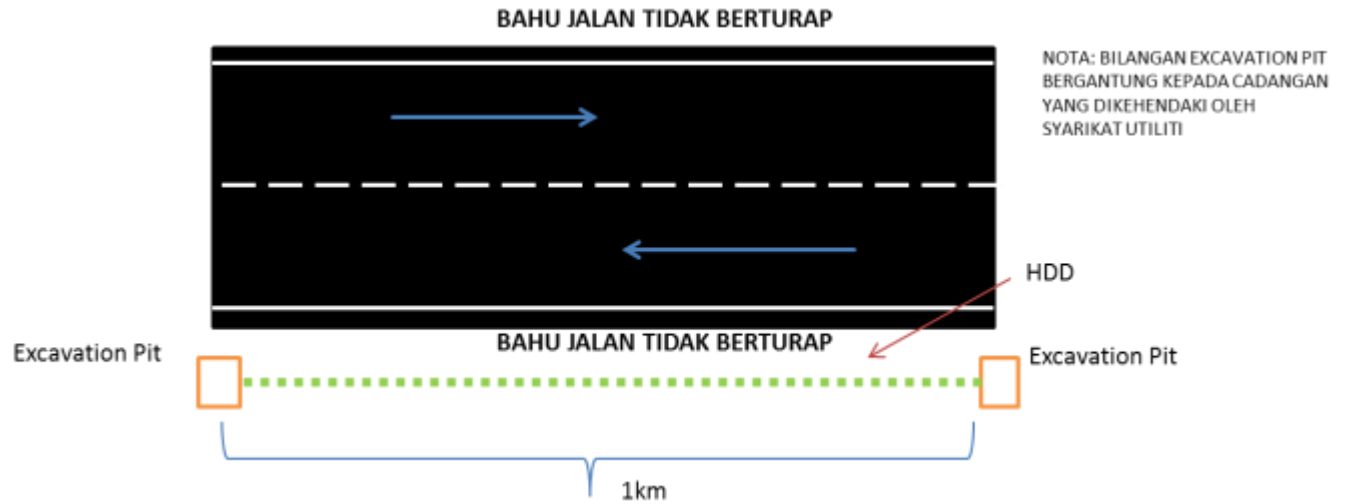 BAHU JALAN TIDAK BERTURAP
NOTA: BILANGAN EXCAVATION PIT
BERGANTUNG KEPADA CADANGAN
YANG DIKEHENDAKI OLEH
SYARIKAT UTILITI
HDD
BAHU JALAN TIDAK BERTURAP
Excavation Pit
Excavation Pit
1km